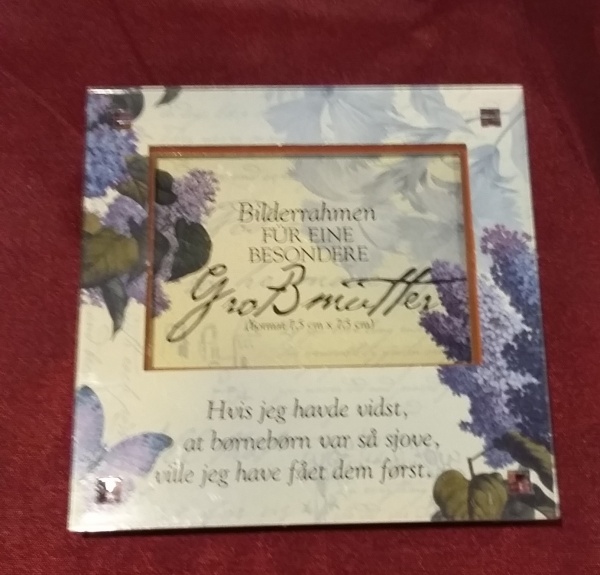 Bilderrahmen
FÜR EINE
BESONDERE
Großmutter
(Format 7,5 cm x 7,5 cm)
Hvis jeg havde vidst,
at børnebørn var så sjove,
ville jeg have fået dem først.